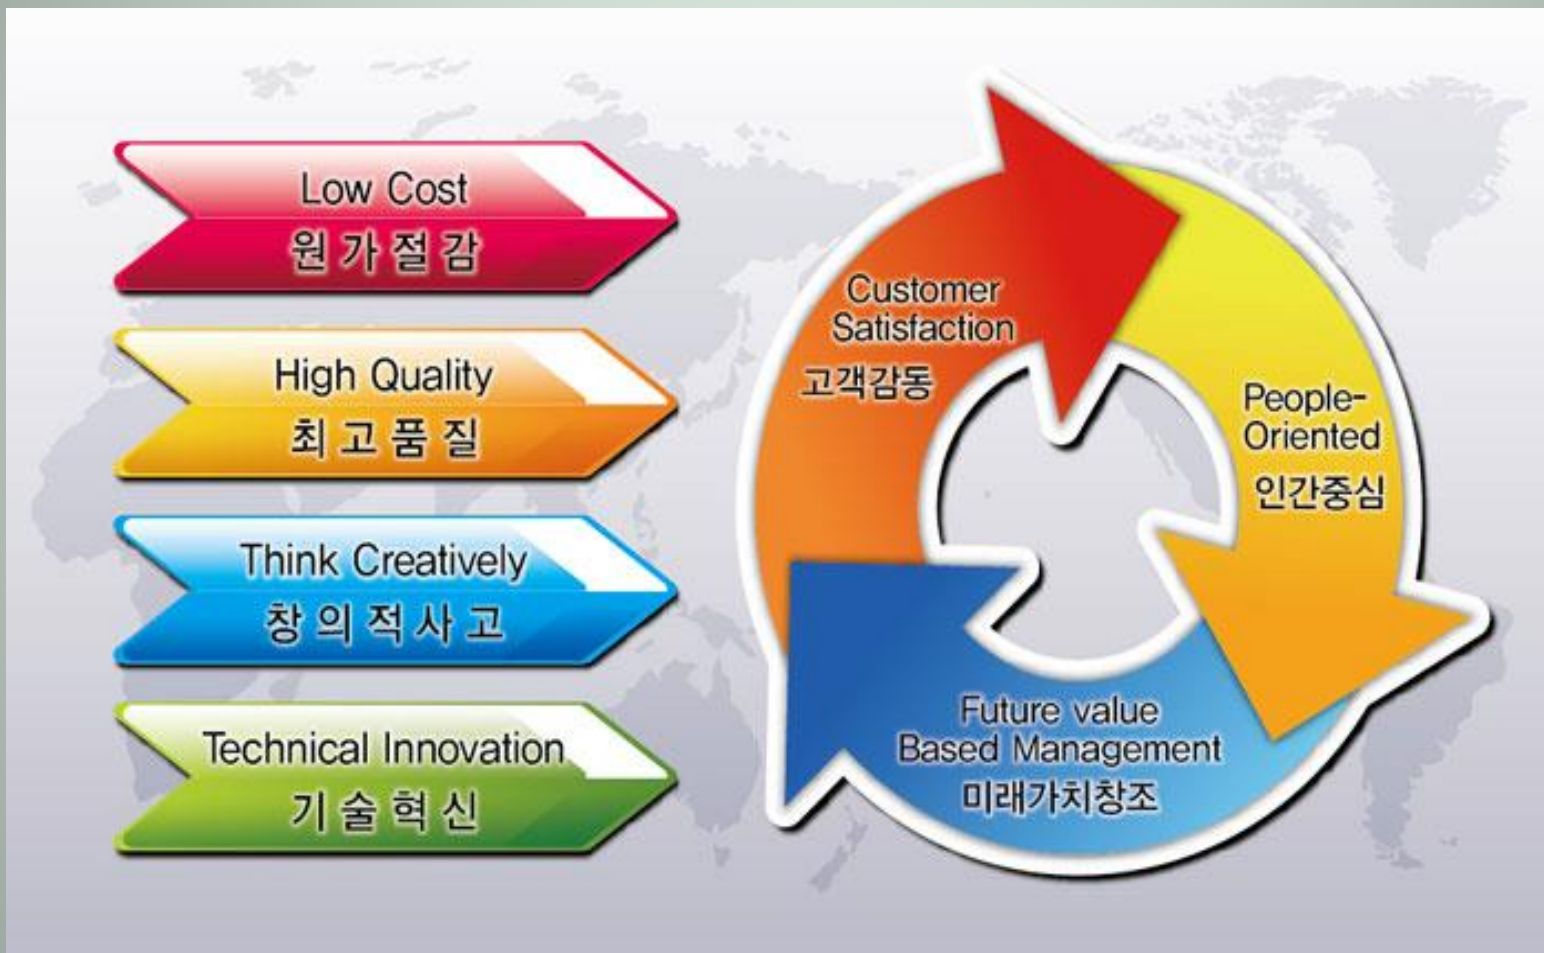 Low Cost
원가절감
High Quality
최고품질
Think Creatively
창의적사고
Technical Innovation
기술혁신
Customer
Satisfaction
고객감동
People-
Oriented
인간중심
Future value
Based Management
미래가치창조